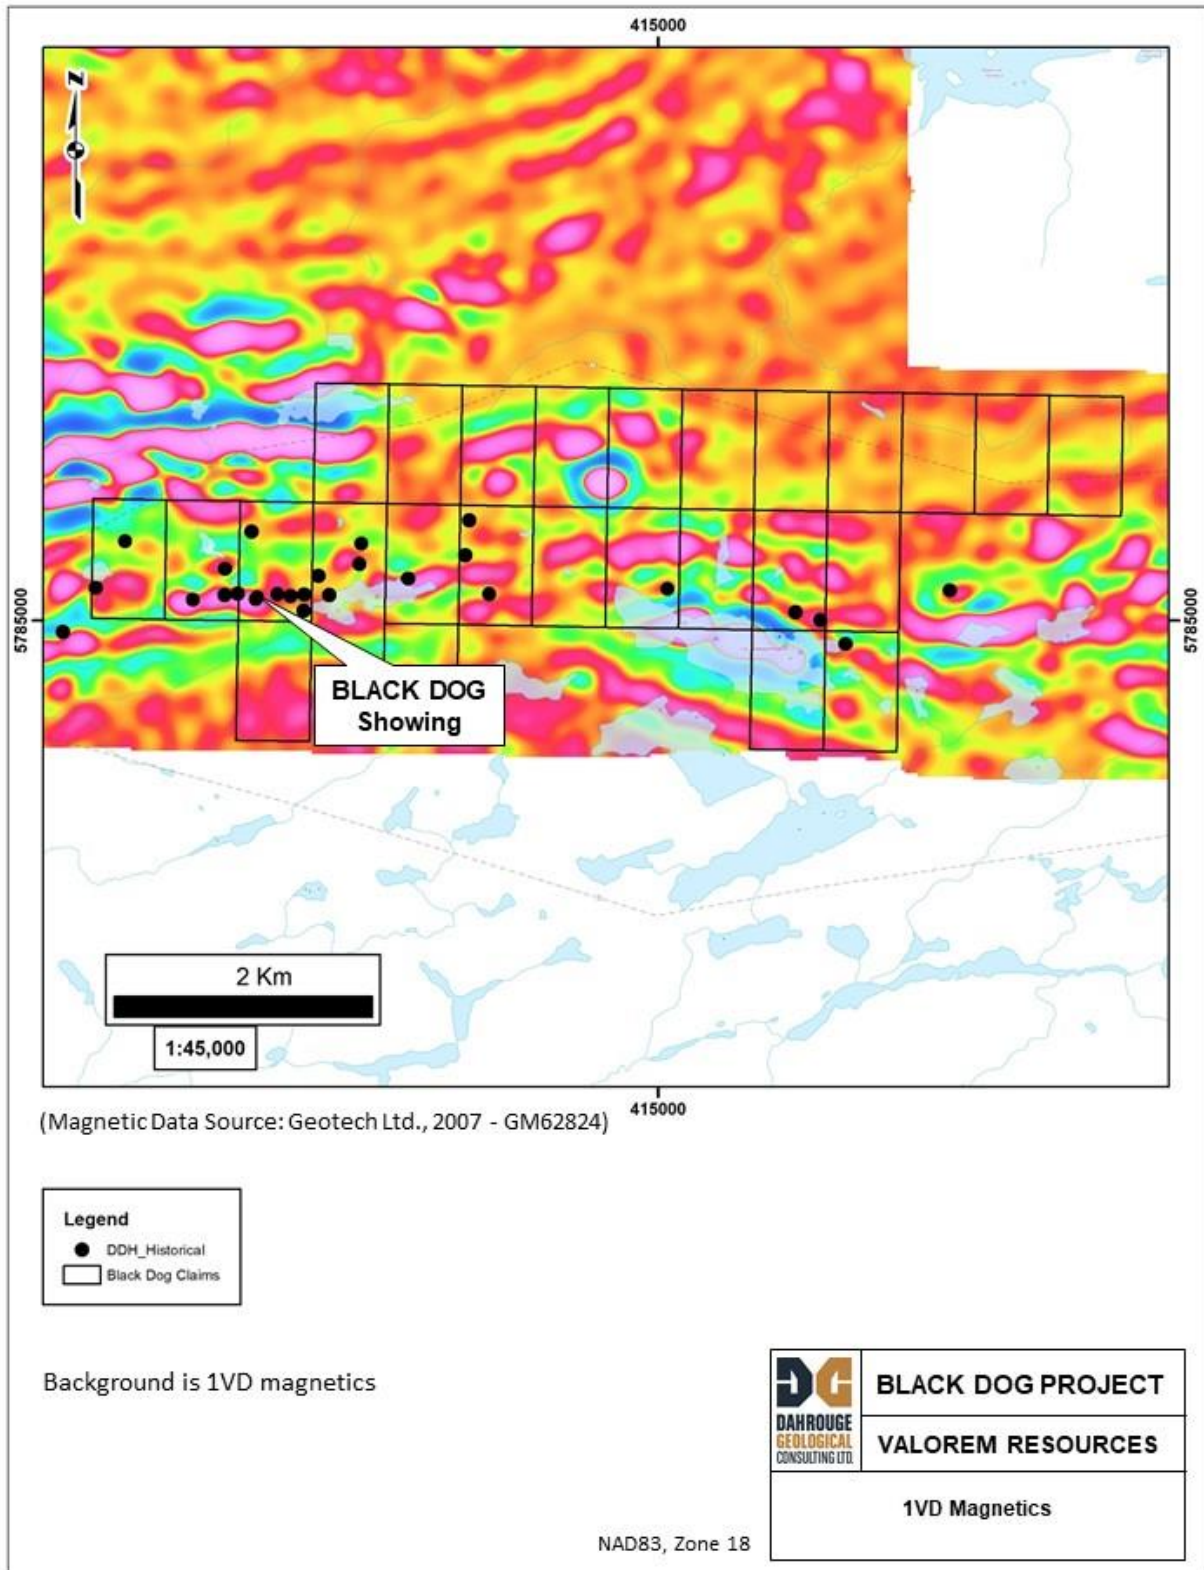 415000
N
5785000
5785000
BLACK DOG
Showing
2 Km
1:45,000
415000
(Magnetic Data Source: Geotech Ltd., 2007 - GM62824)
Legend
DDH_Historical
Black Dog Claims
Background is 1VD magnetics
DG
DAHROUGE
GEOLOGICAL
CONSULTING LTD.
BLACK DOG PROJECT
VALOREM RESOURCES
1VD Magnetics
NAD83, Zone 18